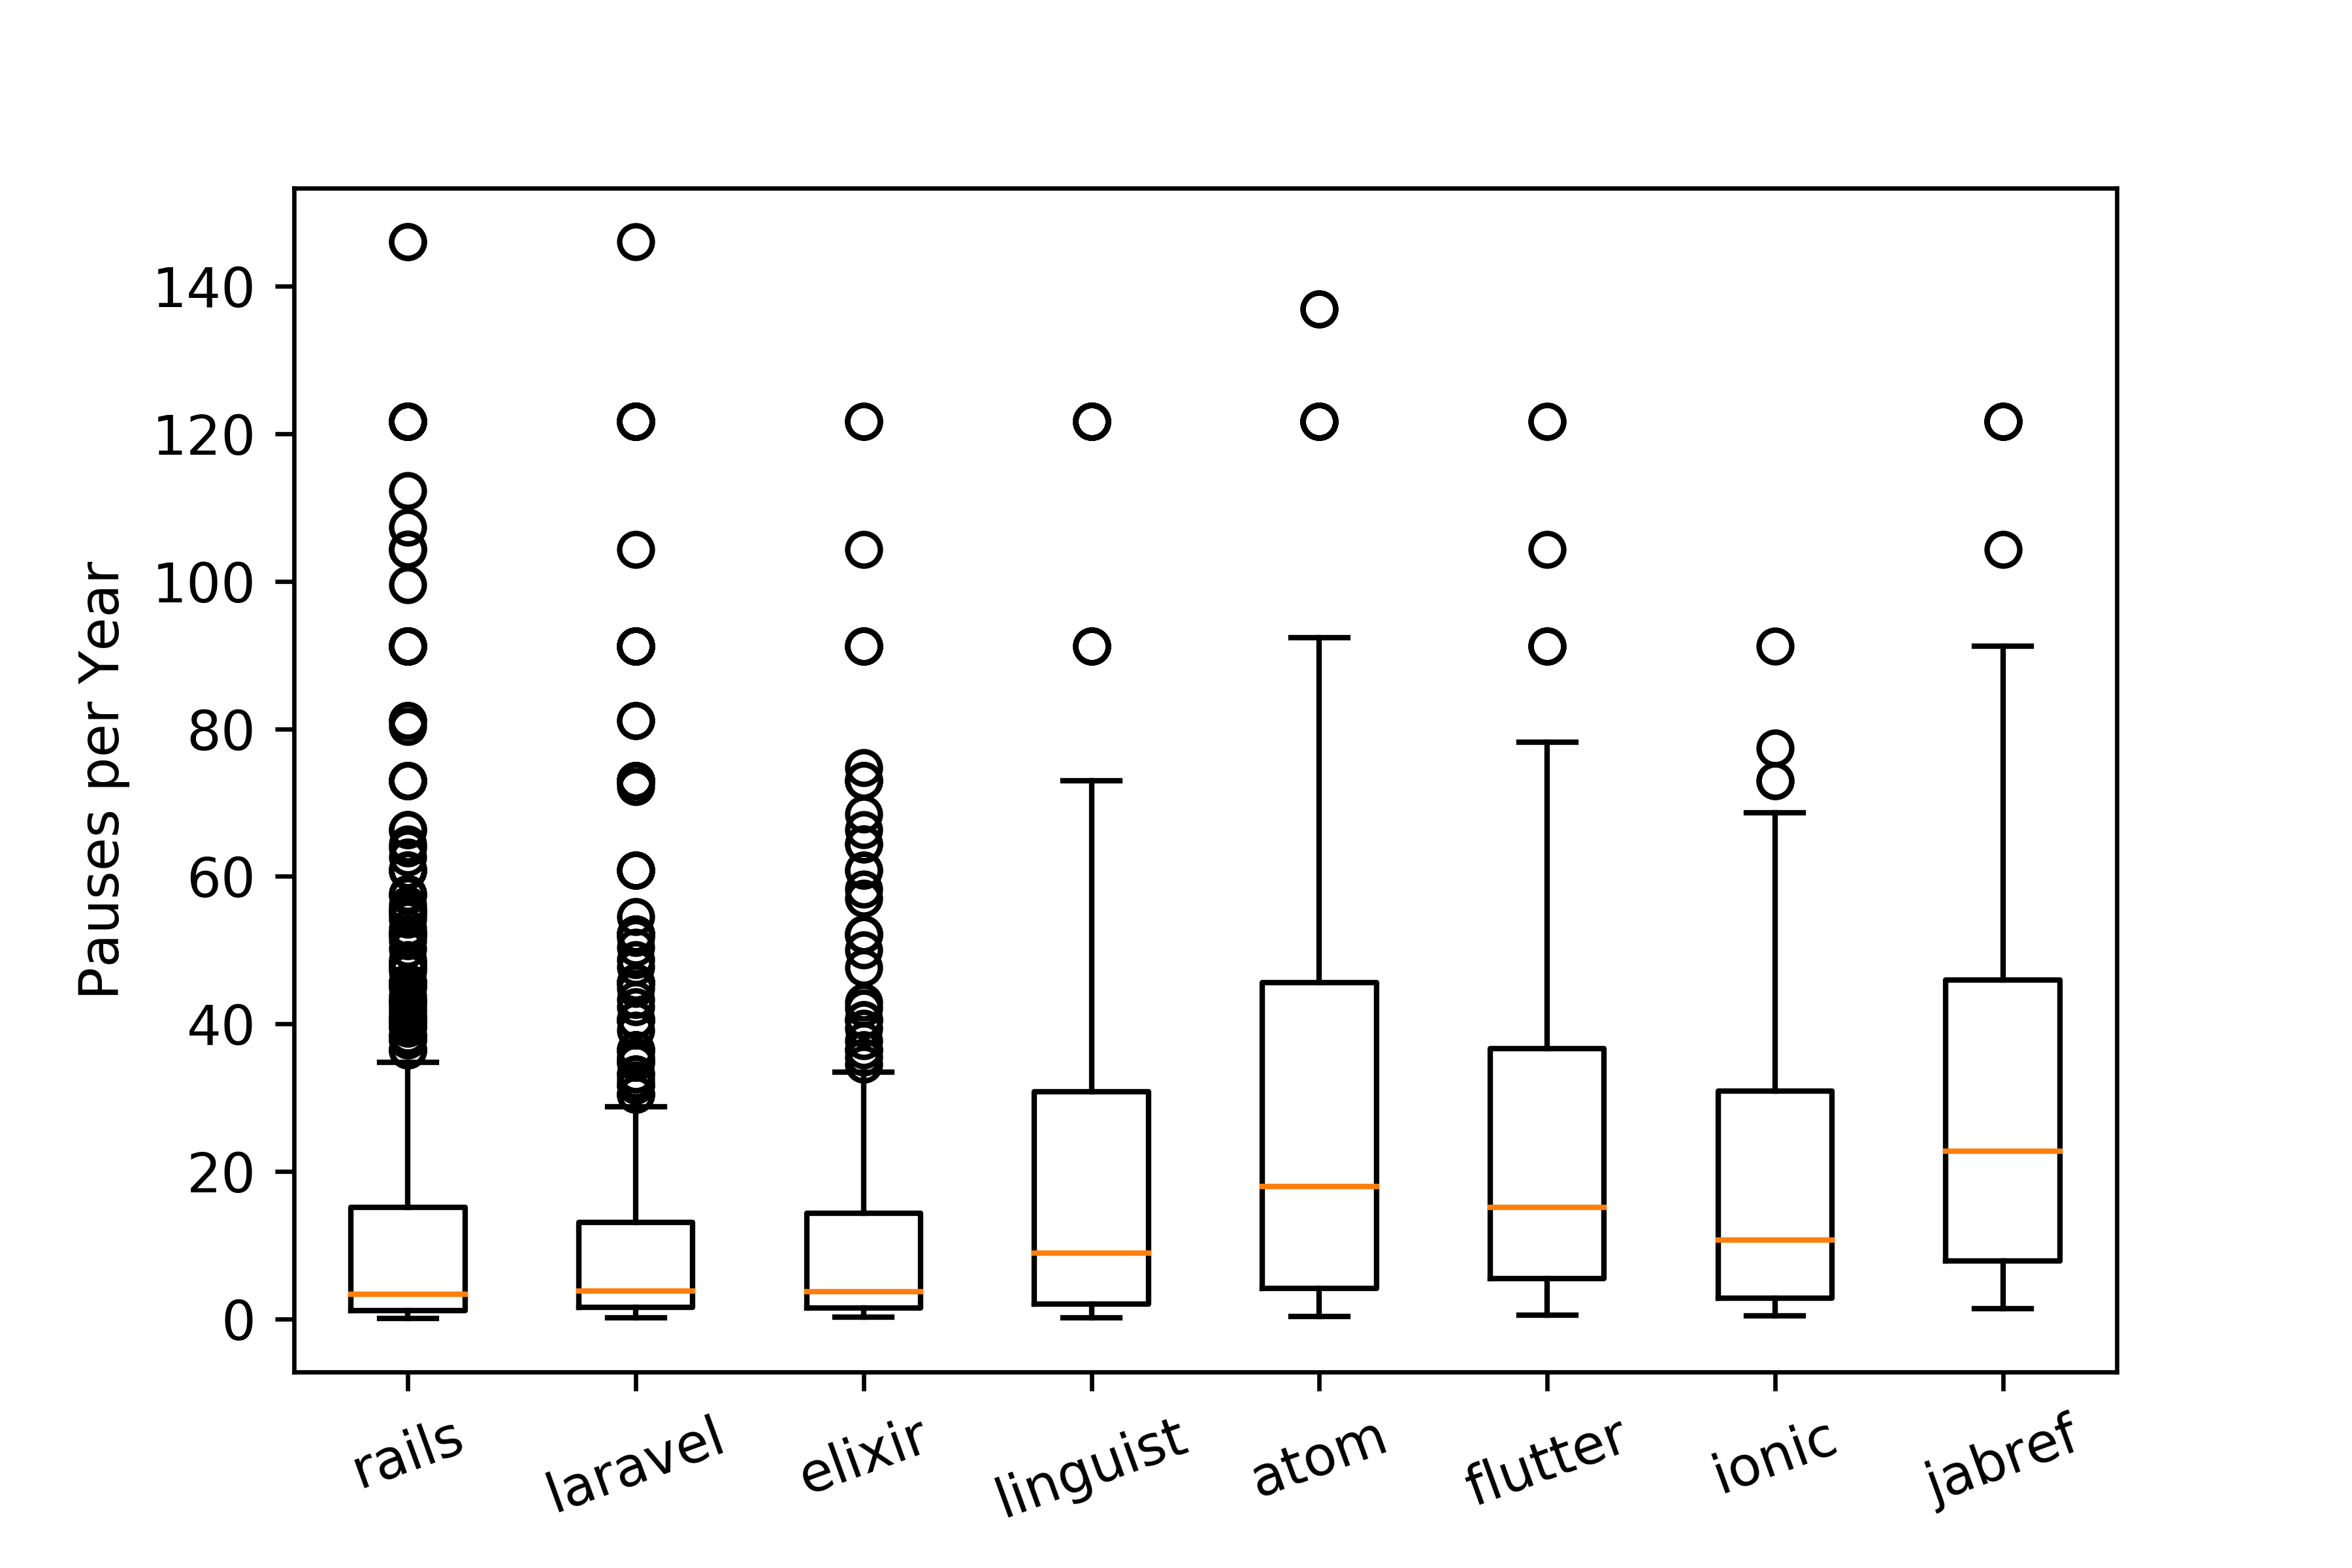 Pauses per Year
140
120
100
80
60
40
20
0
rails
laravel
elixir
linguist
atom
flutter
ionic
jabref